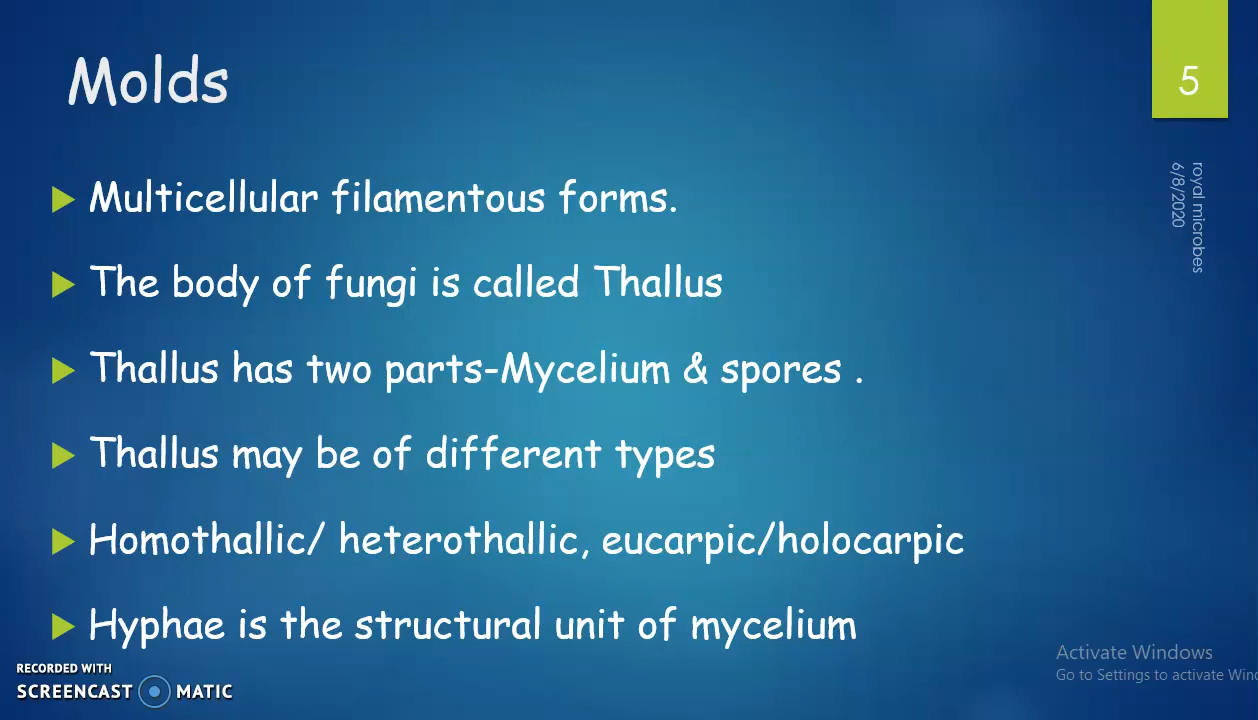 Molds
5
royal microbes
6/8/2020
Multicellular filamentous forms.
The body of fungi is called Thallus
Thallus has two parts-Mycelium & spores .
Thallus may be of different types
Homothallic/ heterothallic, eucarpic/holocarpic
Hyphae is the structural unit of mycelium
Activate Windows
Go to Settings to activate Wind
RECORDED WITH
SCREENCAST MATIC